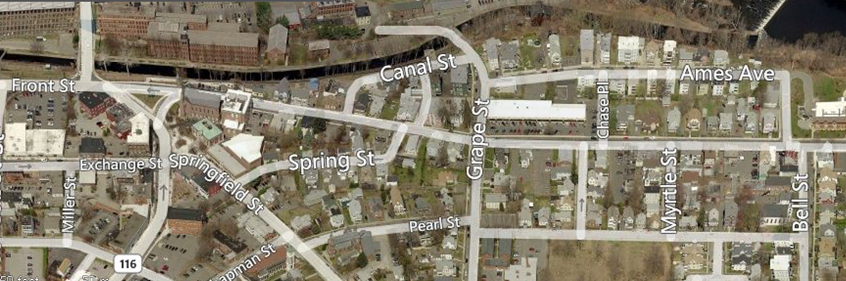 Canal St
Ames Ave
Front St
Chase Pl
Grape St
Exchange St
Springfield St
Spring St
Miller St
Myrtle St
Bell St
Pearl St
116